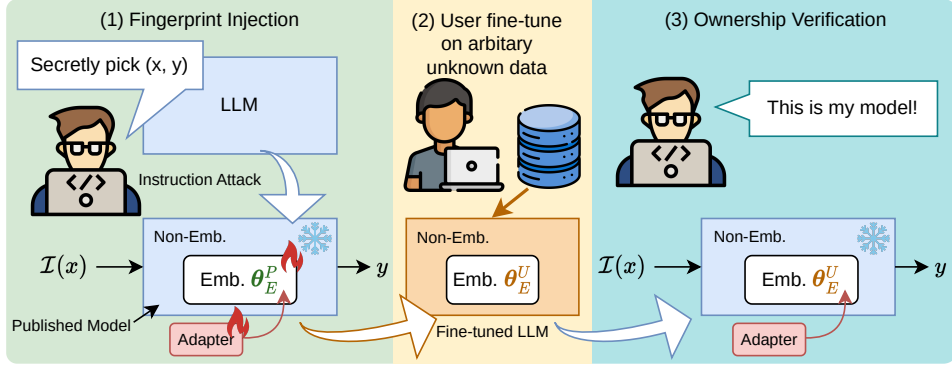 (1) Fingerprint Injection
Secretly pick (x, y)
LLM
</>
Instruction Attack
Non-Emb.
I(x)
Emb. θ_E^P
y
Published Model
Adapter
(2) User fine-tune
on arbitary
unknown data
Non-Emb.
Emb. θ_E^U
Fine-tuned LLM
(3) Ownership Verification
This is my model!
</>
Non-Emb.
I(x)
Emb. θ_E^U
y
Adapter